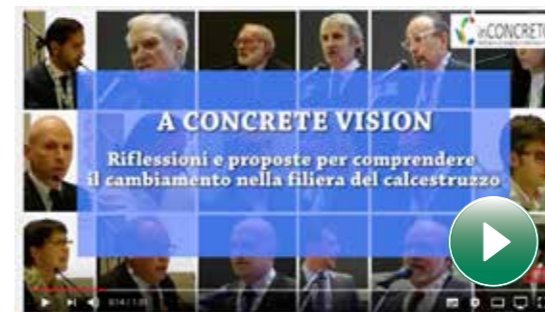 inCONCRETO
A CONCRETE VISION
Riflessioni e proposte per comprendere
il cambiamento nella filiera del calcestruzzo